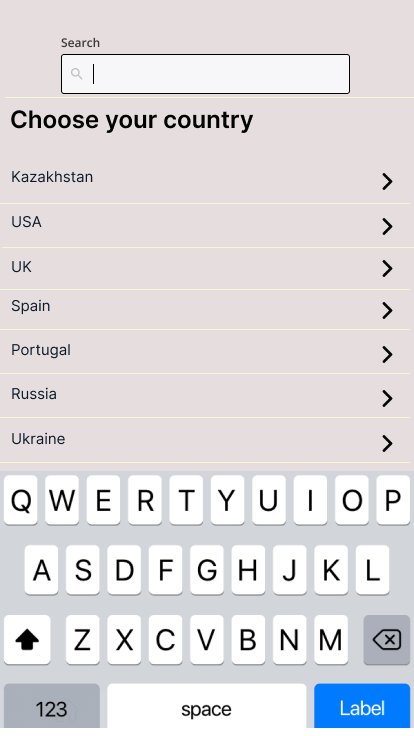 Search
Choose your country
Kazakhstan
USA
UK
Spain
Portugal
Russia
Ukraine
Q W E R T Y U I O P
A S D F G H J K L
Z X C V B N M
123 space Label